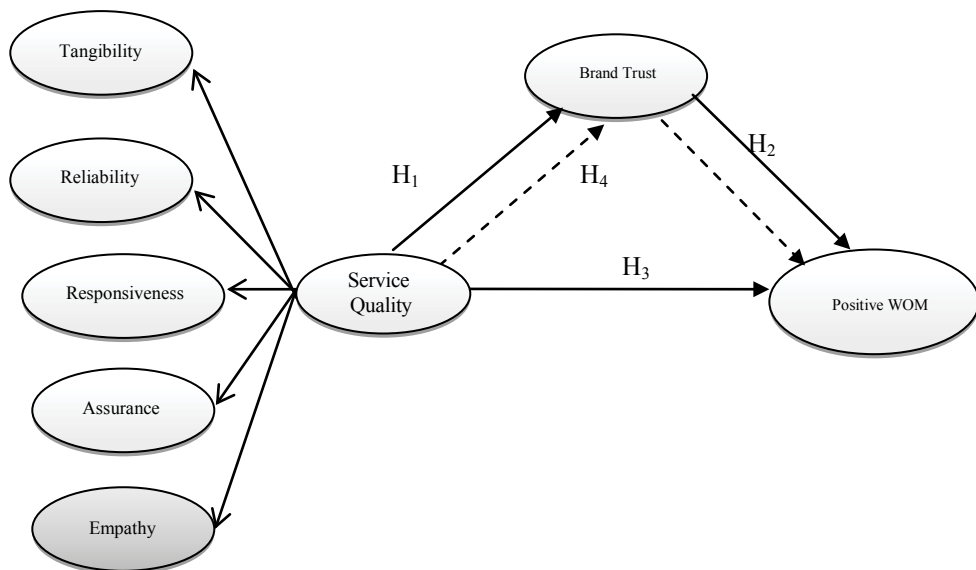 Tangibility
Brand Trust
Reliability
H₁
H₄
H₂
Responsiveness
Service
Quality
H₃
Positive WOM
Assurance
Empathy